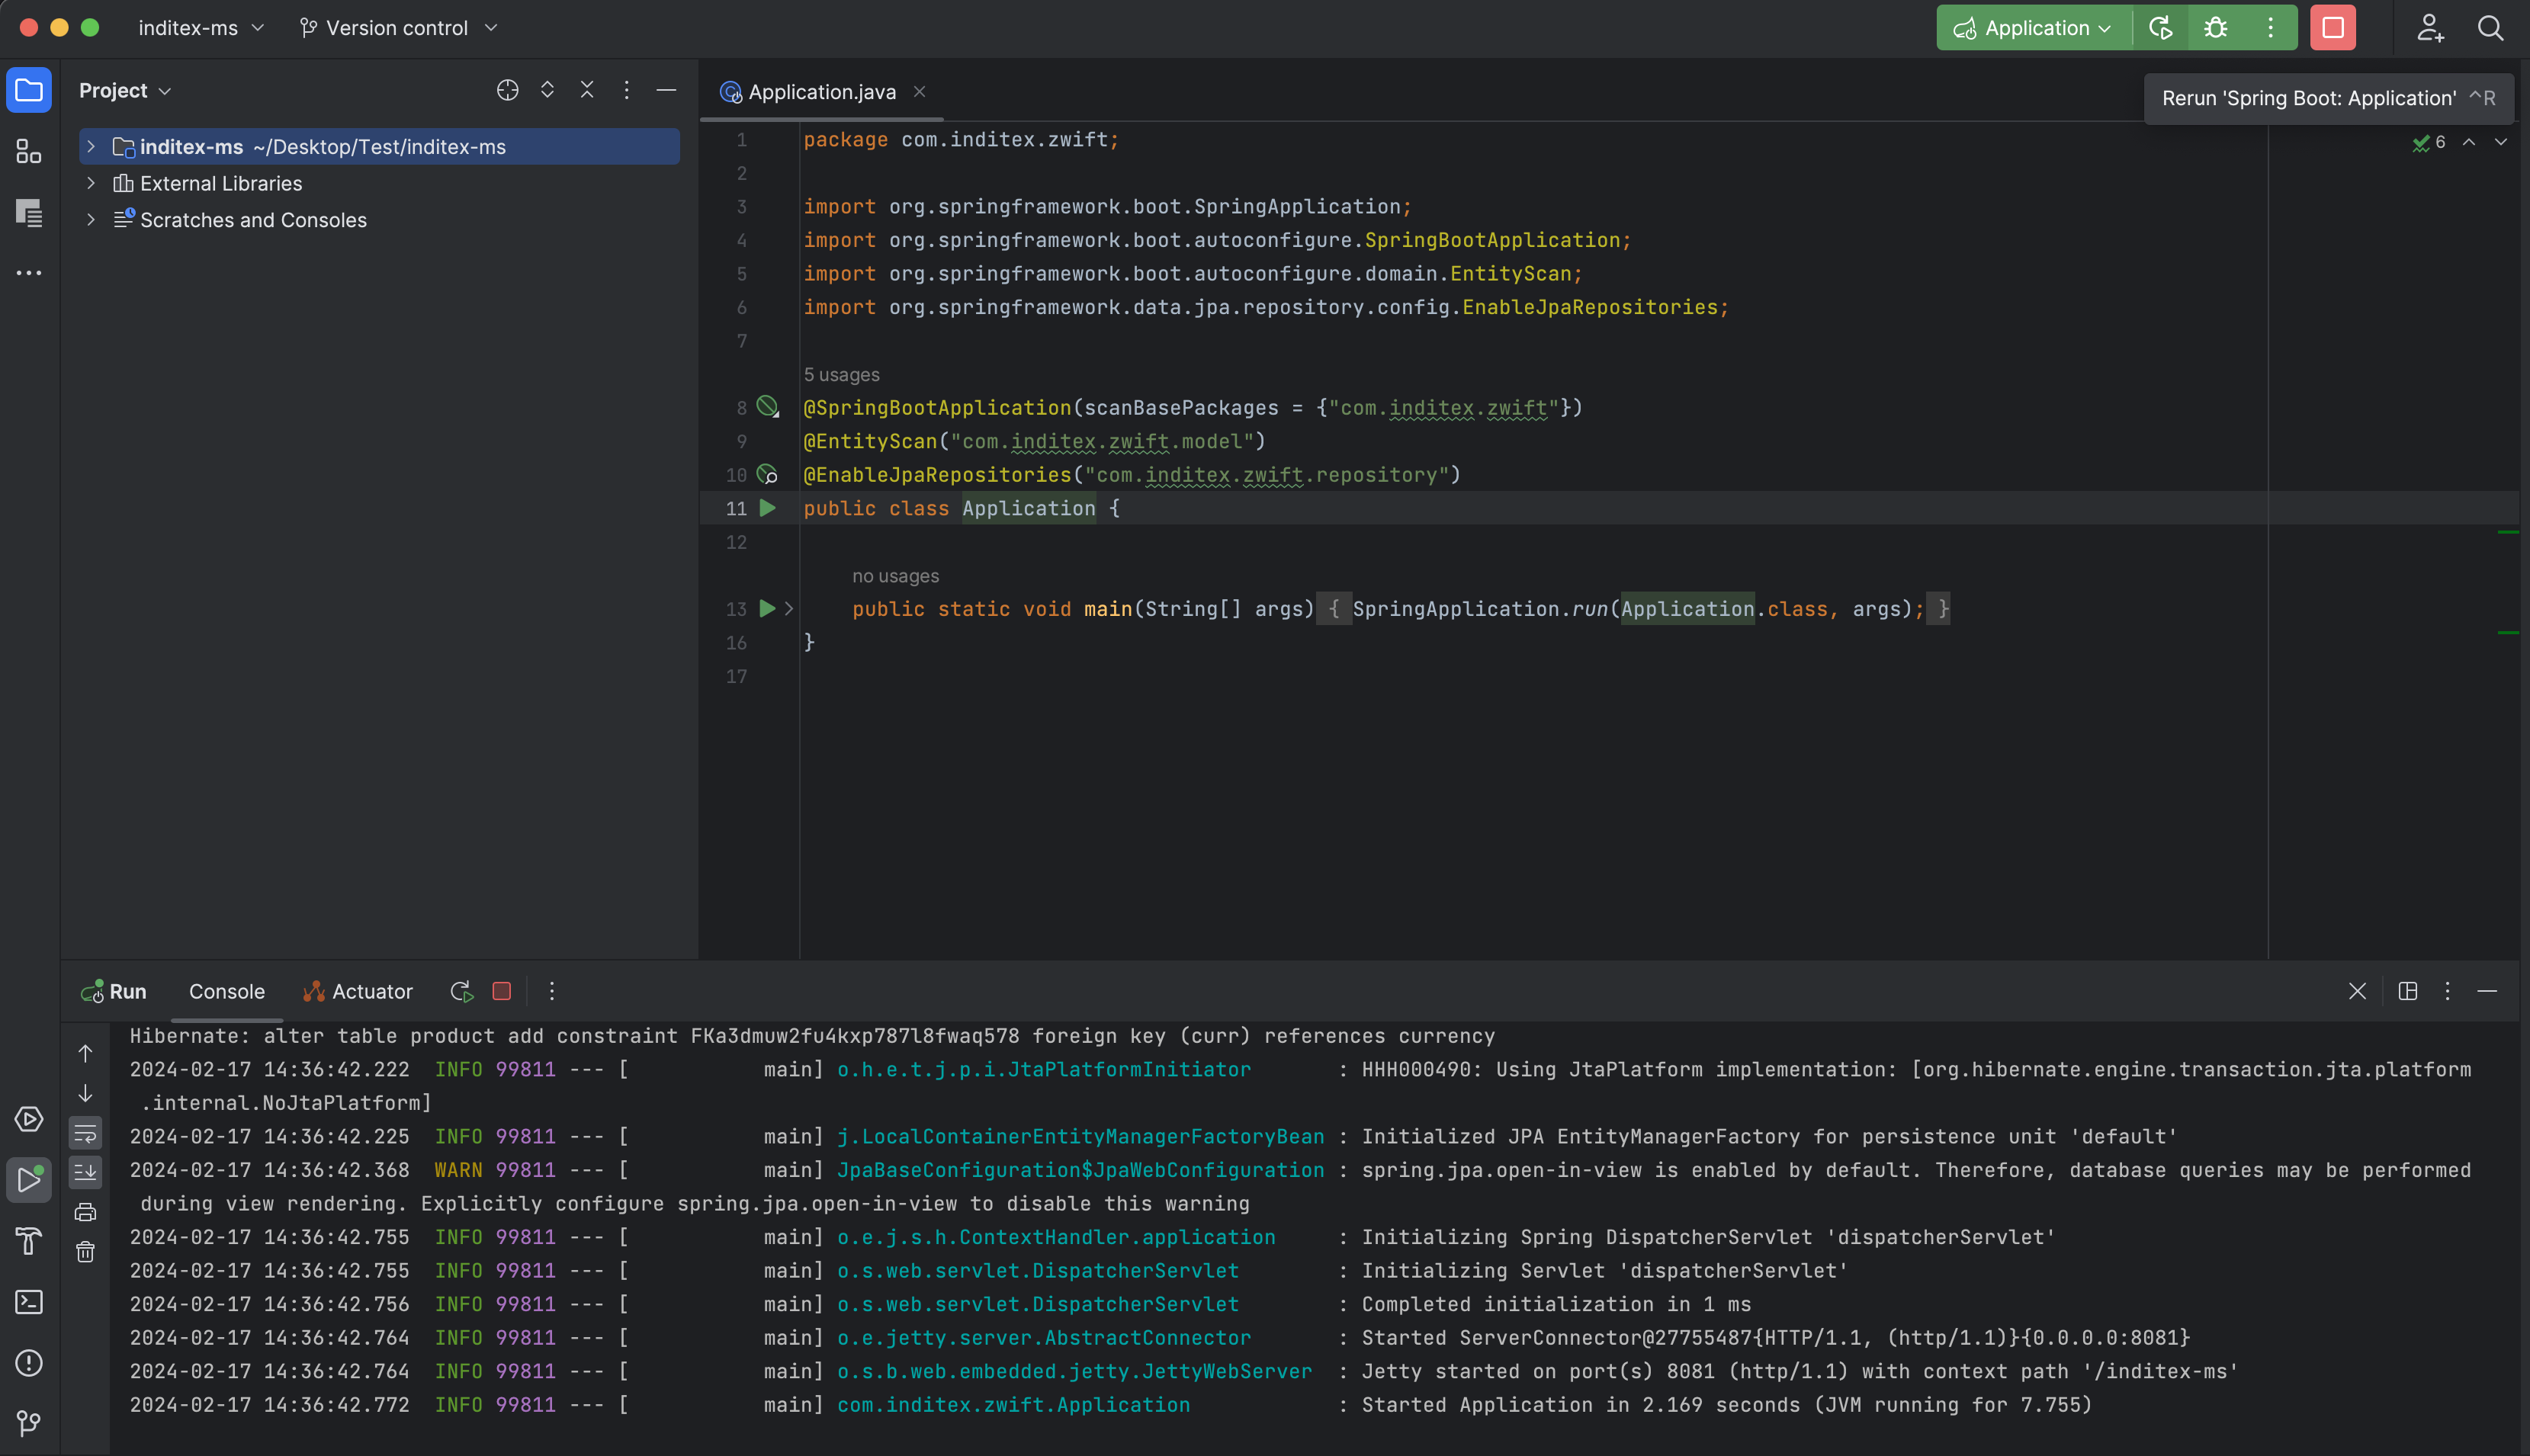 inditex-ms
Version control
Application
Project
Application.java
Rerun 'Spring Boot: Application' ^R
inditex-ms ~/Desktop/Test/inditex-ms
External Libraries
Scratches and Consoles
6
1 package com.inditex.zwift;
2
3 import org.springframework.boot.SpringApplication;
4 import org.springframework.boot.autoconfigure.SpringBootApplication;
5 import org.springframework.boot.autoconfigure.domain.EntityScan;
6 import org.springframework.data.jpa.repository.config.EnableJpaRepositories;
7
5 usages
8 @SpringBootApplication(scanBasePackages = {"com.inditex.zwift"})
9 @EntityScan("com.inditex.zwift.model")
10 @EnableJpaRepositories("com.inditex.zwift.repository")
11 public class Application {
12
no usages
13 public static void main(String[] args) { SpringApplication.run(Application.class, args); }
16 }
17
Run Console Actuator
Hibernate: alter table product add constraint FKa3dmuw2fu4kxp787l8fwaq578 foreign key (curr) references currency
2024-02-17 14:36:42.222 INFO 99811 --- [ main] o.h.e.t.j.p.i.JtaPlatformInitiator : HHH000490: Using JtaPlatform implementation: [org.hibernate.engine.transaction.jta.platform
.internal.NoJtaPlatform]
2024-02-17 14:36:42.225 INFO 99811 --- [ main] j.LocalContainerEntityManagerFactoryBean : Initialized JPA EntityManagerFactory for persistence unit 'default'
2024-02-17 14:36:42.368 WARN 99811 --- [ main] JpaBaseConfiguration$JpaWebConfiguration : spring.jpa.open-in-view is enabled by default. Therefore, database queries may be performed
during view rendering. Explicitly configure spring.jpa.open-in-view to disable this warning
2024-02-17 14:36:42.755 INFO 99811 --- [ main] o.e.j.s.h.ContextHandler.application : Initializing Spring DispatcherServlet 'dispatcherServlet'
2024-02-17 14:36:42.755 INFO 99811 --- [ main] o.s.web.servlet.DispatcherServlet : Initializing Servlet 'dispatcherServlet'
2024-02-17 14:36:42.756 INFO 99811 --- [ main] o.s.web.servlet.DispatcherServlet : Completed initialization in 1 ms
2024-02-17 14:36:42.764 INFO 99811 --- [ main] o.e.jetty.server.AbstractConnector : Started ServerConnector@27755487{HTTP/1.1, (http/1.1)}{0.0.0.0:8081}
2024-02-17 14:36:42.764 INFO 99811 --- [ main] o.s.b.web.embedded.jetty.JettyWebServer : Jetty started on port(s) 8081 (http/1.1) with context path '/inditex-ms'
2024-02-17 14:36:42.772 INFO 99811 --- [ main] com.inditex.zwift.Application : Started Application in 2.169 seconds (JVM running for 7.755)